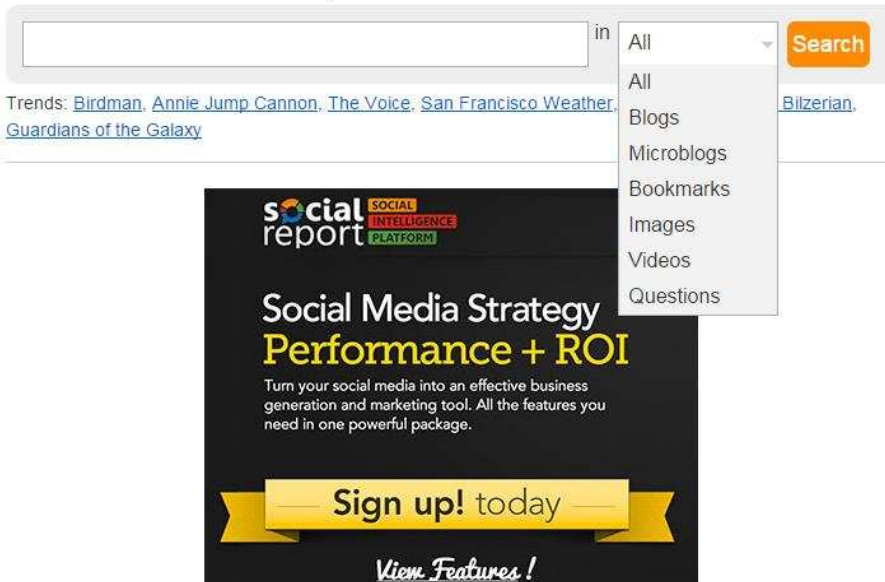 in All Search
All
Trends: Birdman, Annie Jump Cannon, The Voice, San Francisco Weather, Bilzerian,
Guardians of the Galaxy
Blogs
Microblogs
Bookmarks
Images
Videos
Questions
social report SOCIAL INTELLIGENCE PLATFORM
Social Media Strategy
Performance + ROI
Turn your social media into an effective business
generation and marketing tool. All the features you
need in one powerful package.
Sign up! today
View Features !